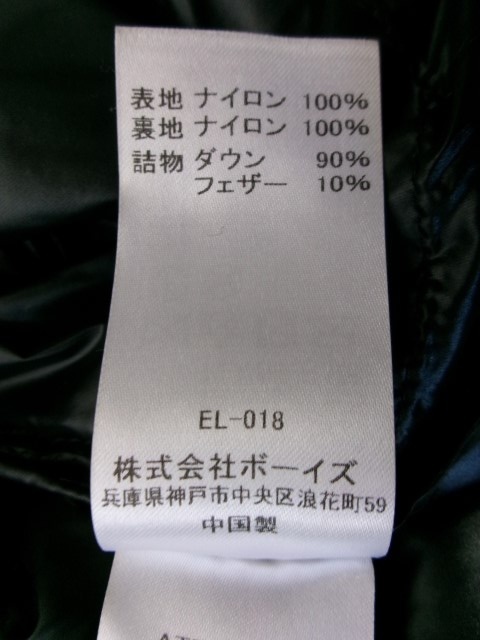 表地 ナイロン 100%
裏地 ナイロン 100%
詰物 ダウン 90%
フェザー 10%
EL-018
株式会社ボーイズ
兵庫県神戸市中央区浪花町59
中国製